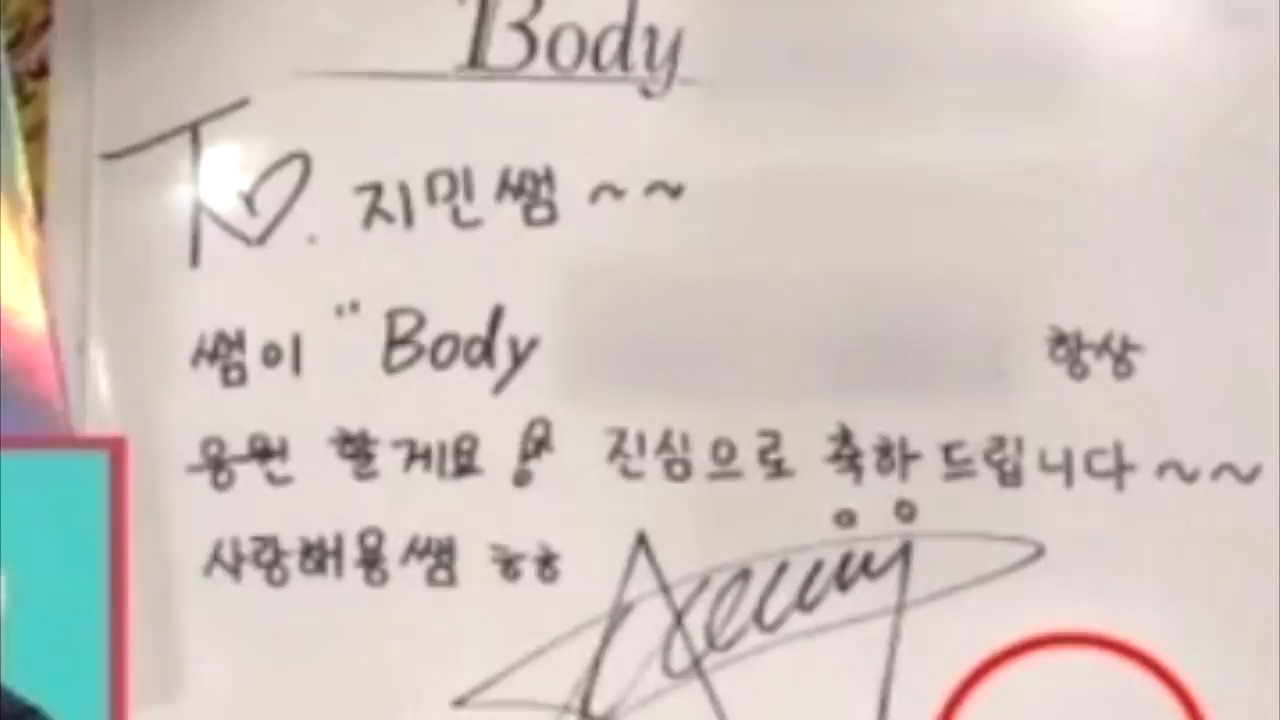 Body
To. 지민쌤 ~~
쌤이 "Body 항상
응원 할게요! 진심으로 축하드립니다~~
사랑해용쌤 ㅎㅎ